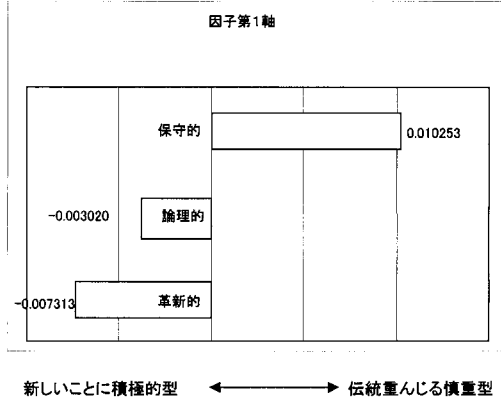 因子第1軸
保守的 0.010253
-0.003020 論理的
-0.007313 革新的
新しいことに積極的型 ←→ 伝統重んじる慎重型